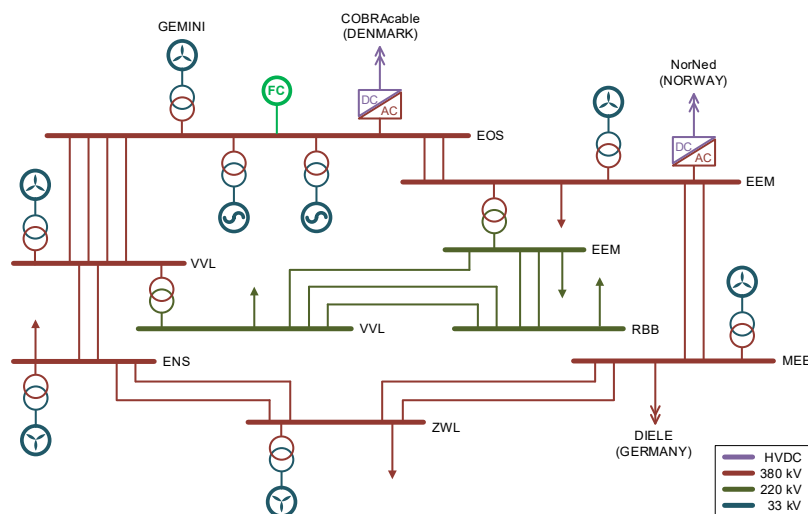 COBRAcable
(DENMARK)
GEMINI
NorNed
(NORWAY)
FC
DC
AC
EOS
DC
AC
EEM
EEM
VVL
VVL
RBB
ENS
MEE
ZWL
DIELE
(GERMANY)
HVDC
380 kV
220 kV
33 kV